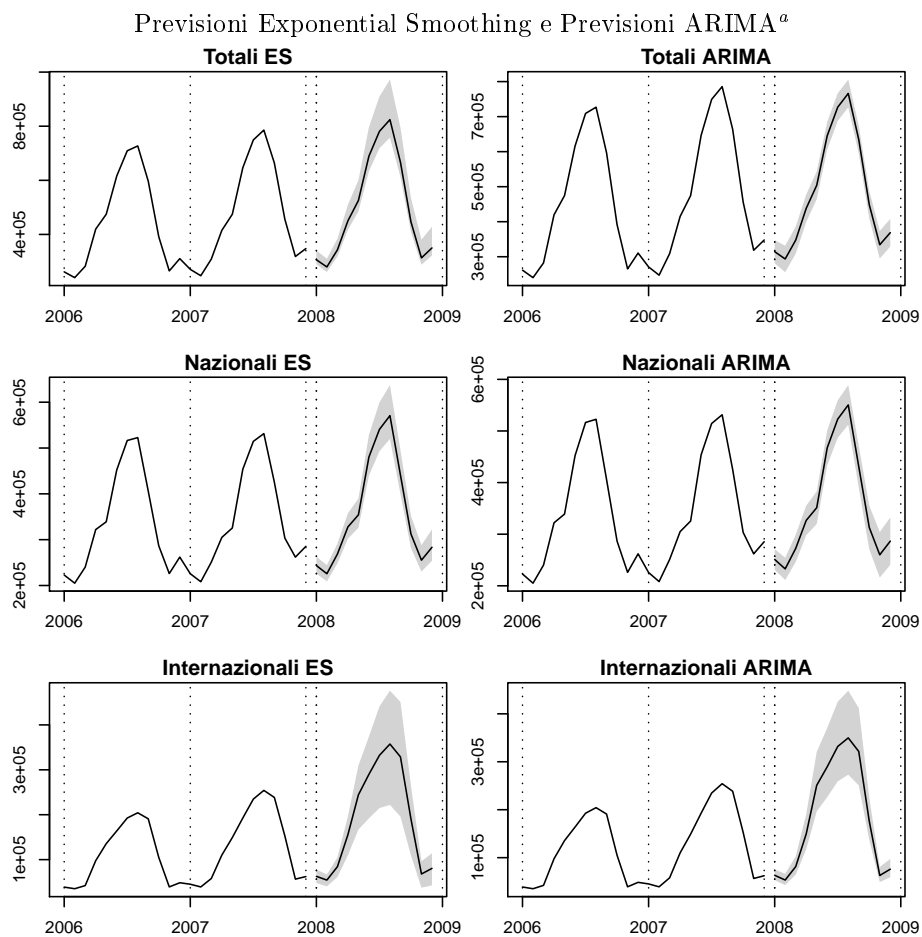 Previsioni Exponential Smoothing e Previsioni ARIMA^a
Totali ES
4e+05
8e+05
2006
2007
2008
2009
Totali ARIMA
3e+05
5e+05
7e+05
2006
2007
2008
2009
Nazionali ES
2e+05
4e+05
6e+05
2006
2007
2008
2009
Nazionali ARIMA
2e+05
4e+05
6e+05
2006
2007
2008
2009
Internazionali ES
1e+05
3e+05
2006
2007
2008
2009
Internazionali ARIMA
1e+05
3e+05
2006
2007
2008
2009